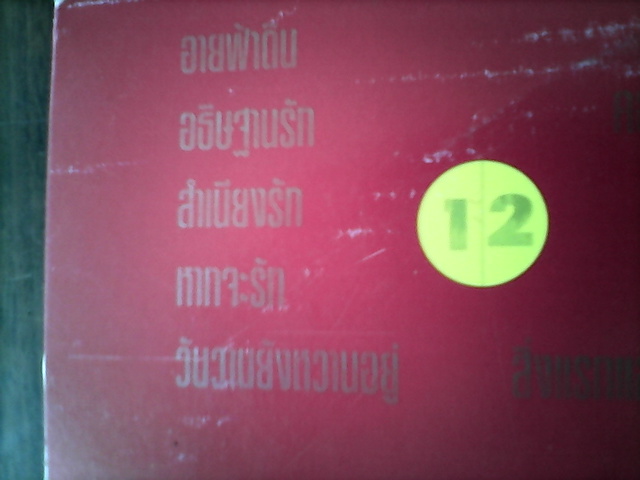 อายฟ้าดิน
อธิษฐานรัก
สำเนียงรัก
12
หากจะรัก
วันวานยังหวานอยู่